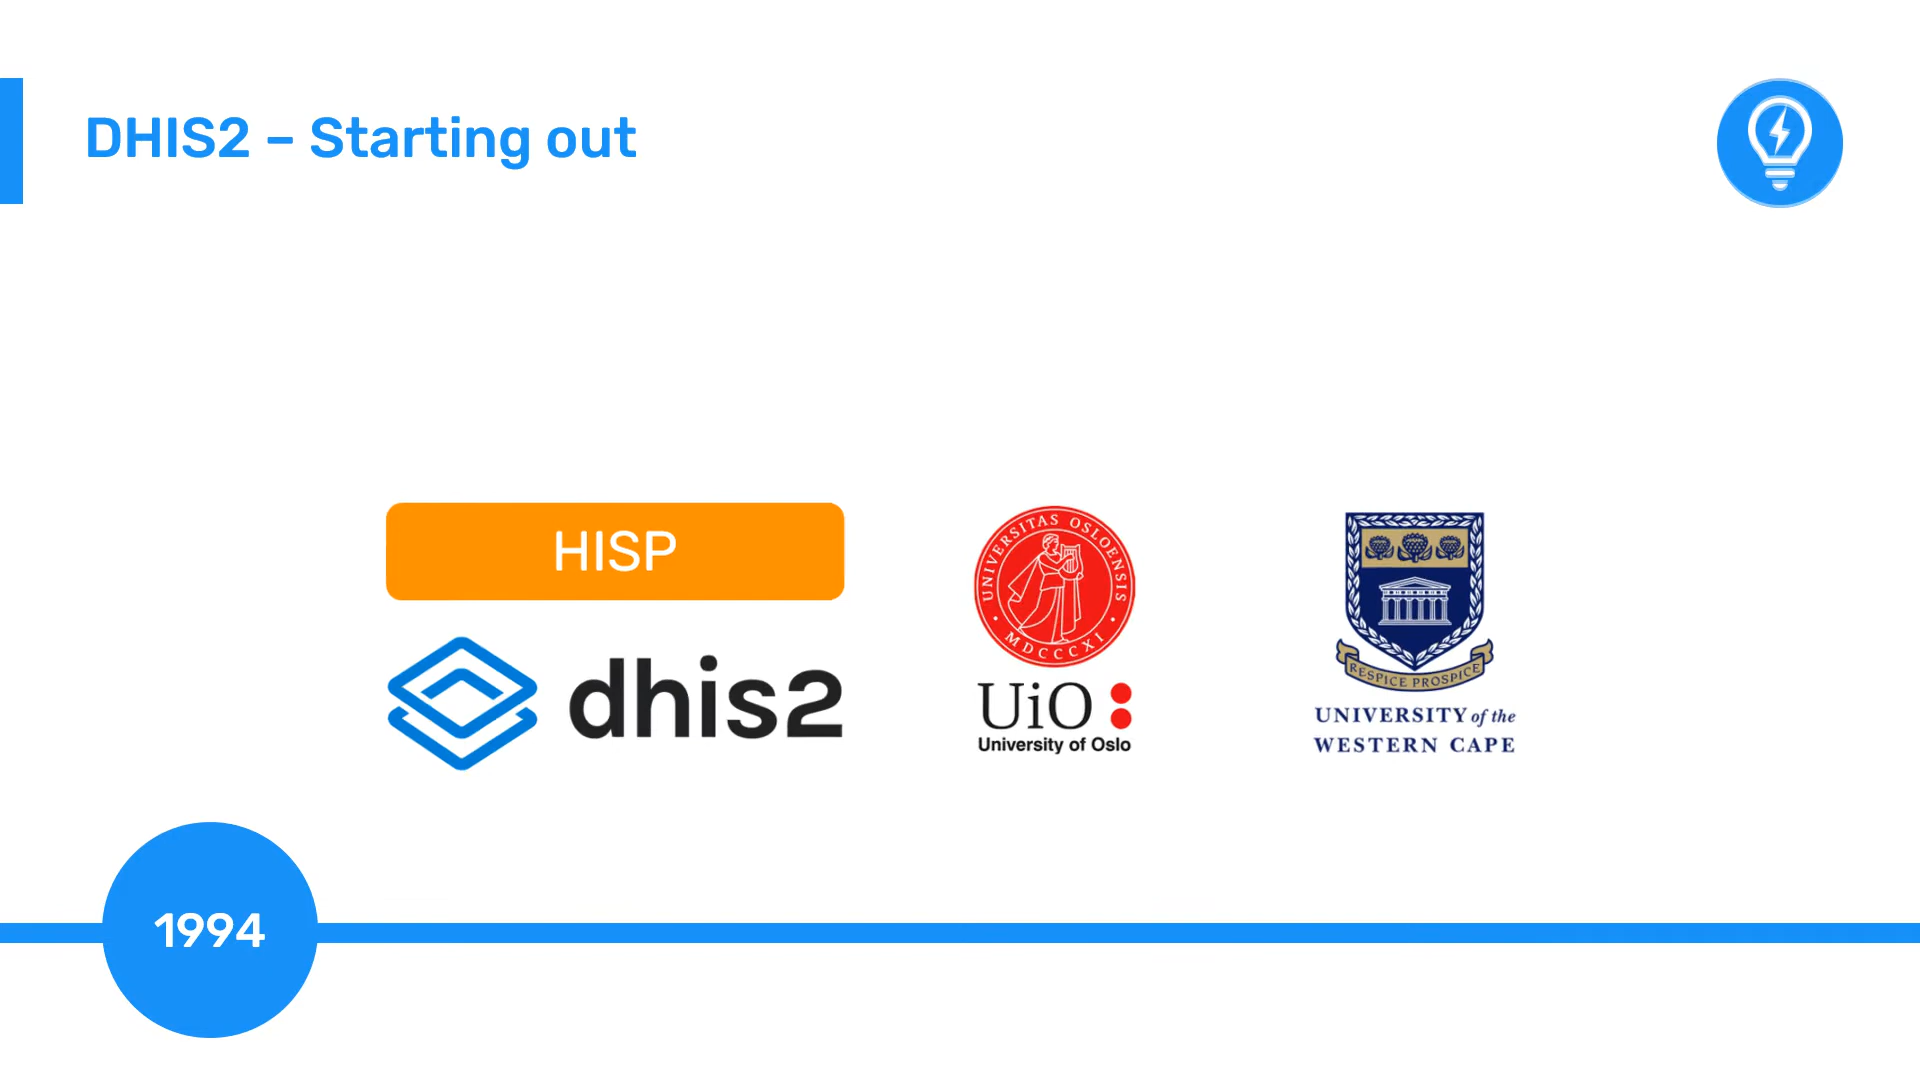 DHIS2 – Starting out
HISP
dhis2
UNIVERSITAS OSLOENSIS
MDCCCXI
UiO
University of Oslo
RESPICE PROSPICE
UNIVERSITY of the
WESTERN CAPE
1994